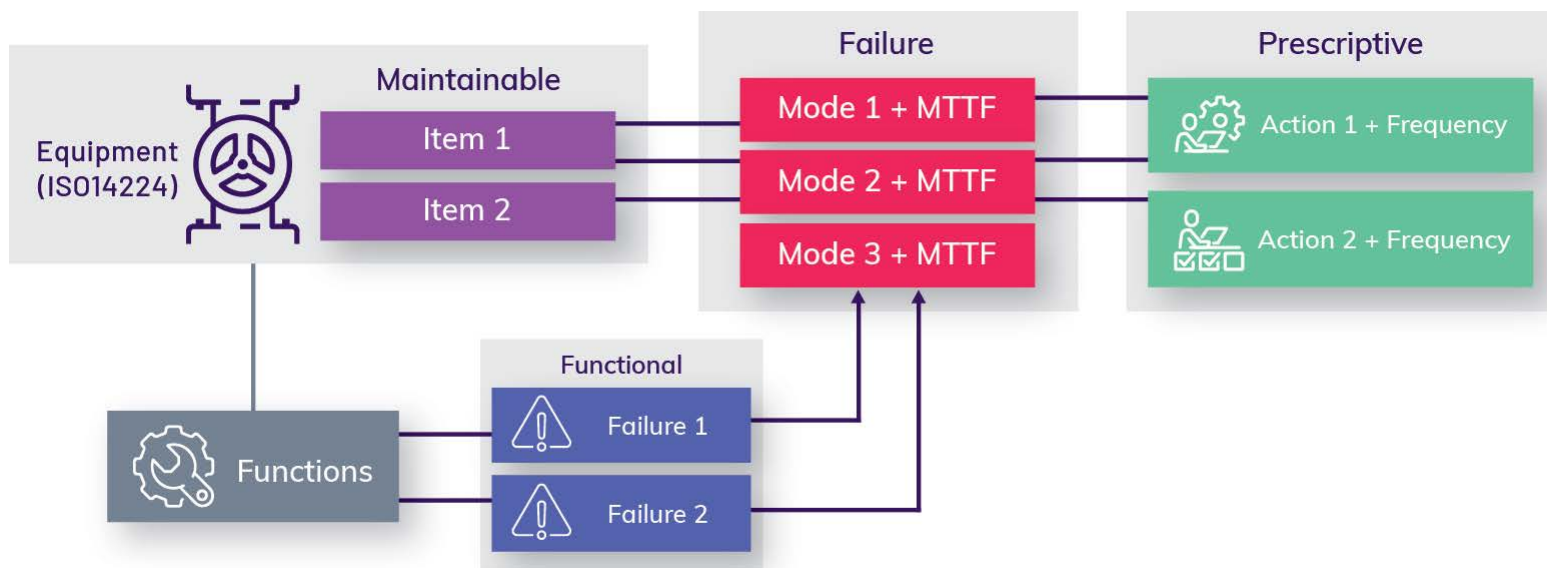 Equipment
(ISO14224)
Maintainable
Item 1
Item 2
Failure
Mode 1 + MTTF
Mode 2 + MTTF
Mode 3 + MTTF
Prescriptive
Action 1 + Frequency
Action 2 + Frequency
Functions
Functional
Failure 1
Failure 2